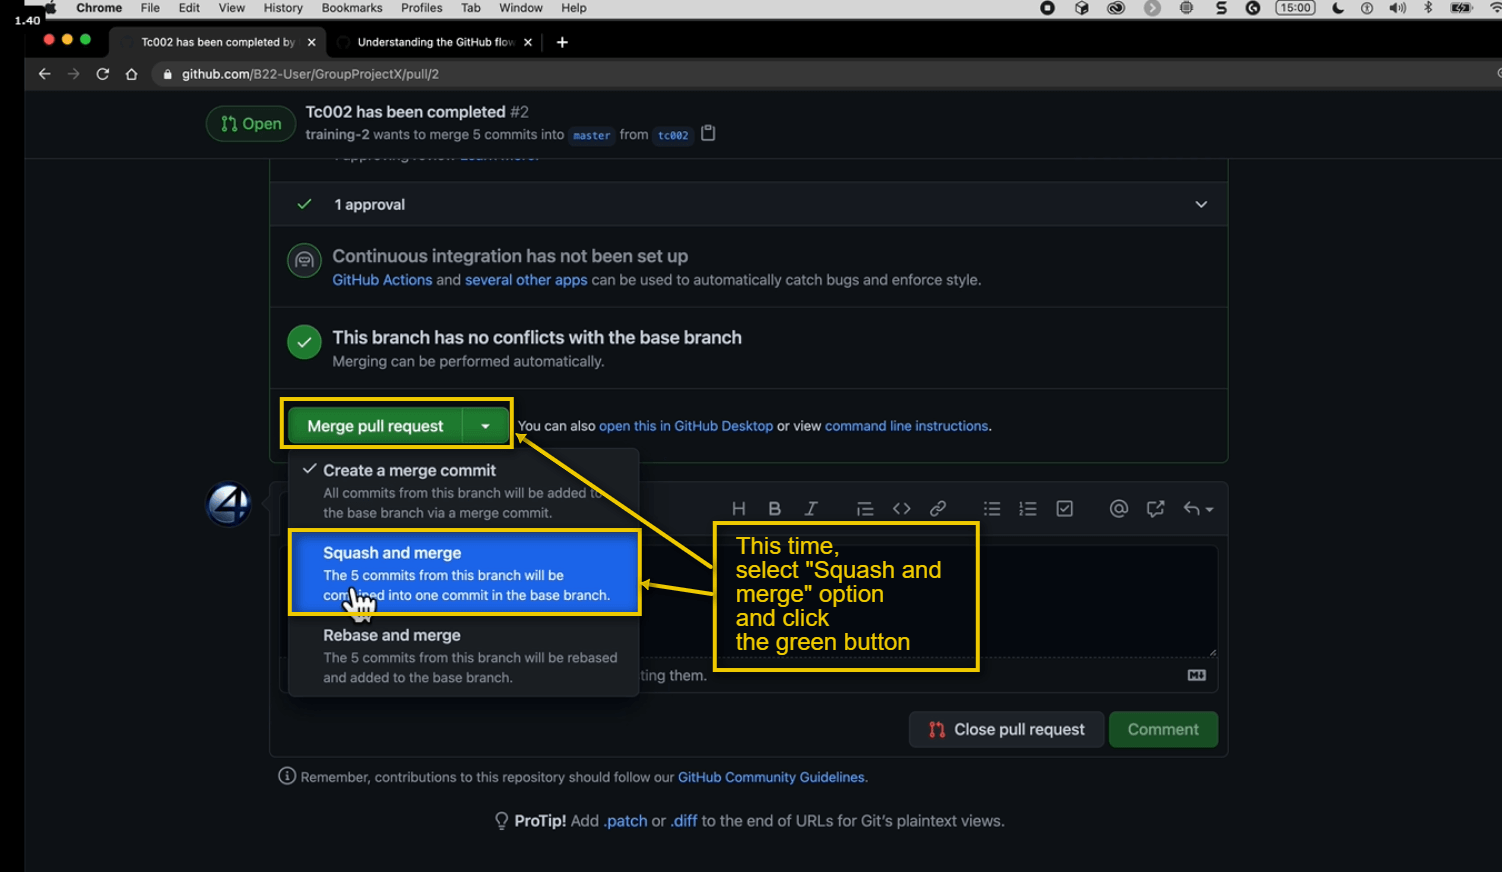 Chrome File Edit View History Bookmarks Profiles Tab Window Help
15:00
1.40
Tc002 has been completed by
Understanding the GitHub flow
github.com/B22-User/GroupProjectX/pull/2
Open
Tc002 has been completed #2
training-2 wants to merge 5 commits into master from tc002
1 approving review. Learn more.
1 approval
Continuous integration has not been set up
GitHub Actions and several other apps can be used to automatically catch bugs and enforce style.
This branch has no conflicts with the base branch
Merging can be performed automatically.
Merge pull request
You can also open this in GitHub Desktop or view command line instructions.
Create a merge commit
All commits from this branch will be added to
the base branch via a merge commit.
Squash and merge
The 5 commits from this branch will be
combined into one commit in the base branch.
Rebase and merge
The 5 commits from this branch will be rebased
and added to the base branch.
This time,
select "Squash and
merge" option
and click
the green button
ting them.
Close pull request
Comment
Remember, contributions to this repository should follow our GitHub Community Guidelines.
ProTip! Add .patch or .diff to the end of URLs for Git's plaintext views.